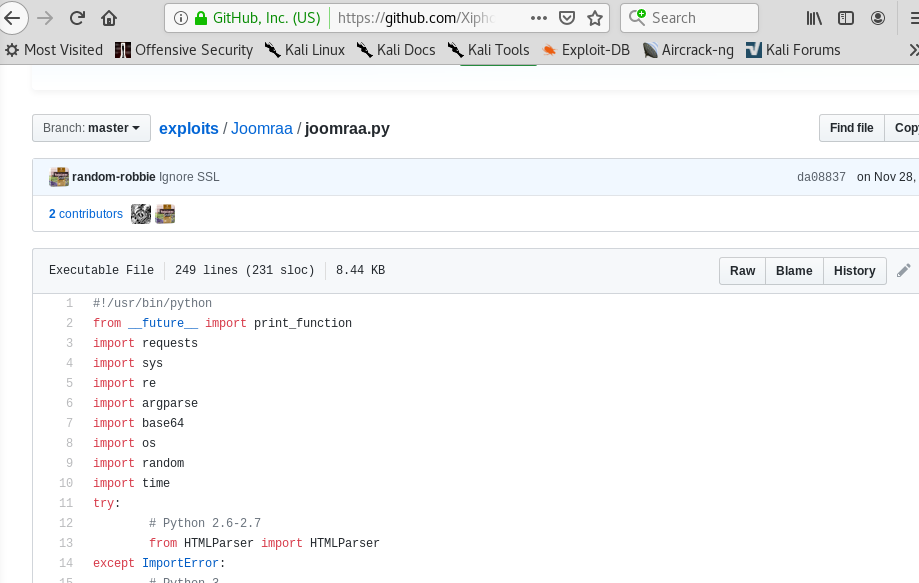 GitHub, Inc. (US) https://github.com/Xipho ••• Search
Most Visited Offensive Security Kali Linux Kali Docs Kali Tools Exploit-DB Aircrack-ng Kali Forums
Branch: master exploits / Joomraa / joomraa.py Find file Copy
random-robbie Ignore SSL da08837 on Nov 28,
2 contributors
Executable File 249 lines (231 sloc) 8.44 KB Raw Blame History
1 #!/usr/bin/python
2 from __future__ import print_function
3 import requests
4 import sys
5 import re
6 import argparse
7 import base64
8 import os
9 import random
10 import time
11 try:
12 # Python 2.6-2.7
13 from HTMLParser import HTMLParser
14 except ImportError:
15 # Python 3